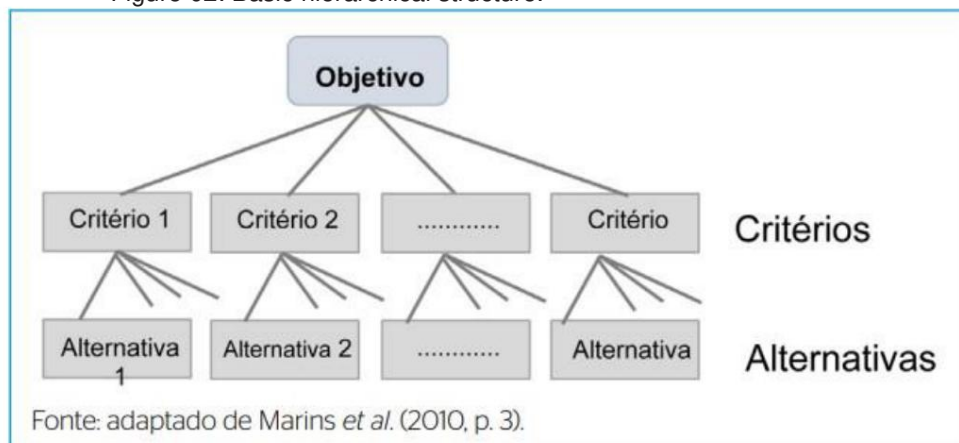 Figure 02: Basic hierarchical structure.
Objetivo
Critério 1 Critério 2 ............ Critério Critérios
Alternativa
1
Alternativa 2 ............ Alternativa Alternativas
Fonte: adaptado de Marins et al. (2010, p. 3).